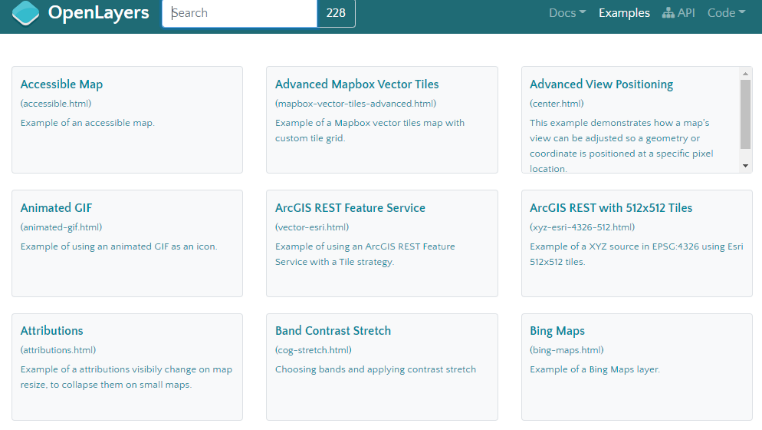 OpenLayers Search 228 Docs Examples API Code
Accessible Map
(accessible.html)
Example of an accessible map.
Advanced Mapbox Vector Tiles
(mapbox-vector-tiles-advanced.html)
Example of a Mapbox vector tiles map with
custom tile grid.
Advanced View Positioning
(center.html)
This example demonstrates how a map's
view can be adjusted so a geometry or
coordinate is positioned at a specific pixel
location.
Animated GIF
(animated-gif.html)
Example of using an animated GIF as an icon.
ArcGIS REST Feature Service
(vector-esri.html)
Example of using an ArcGIS REST Feature
Service with a Tile strategy.
ArcGIS REST with 512x512 Tiles
(xyz-esri-4326-512.html)
Example of a XYZ source in EPSG:4326 using Esri
512x512 tiles.
Attributions
(attributions.html)
Example of a attributions visibily change on map
resize, to collapse them on small maps.
Band Contrast Stretch
(cog-stretch.html)
Choosing bands and applying contrast stretch
Bing Maps
(bing-maps.html)
Example of a Bing Maps layer.